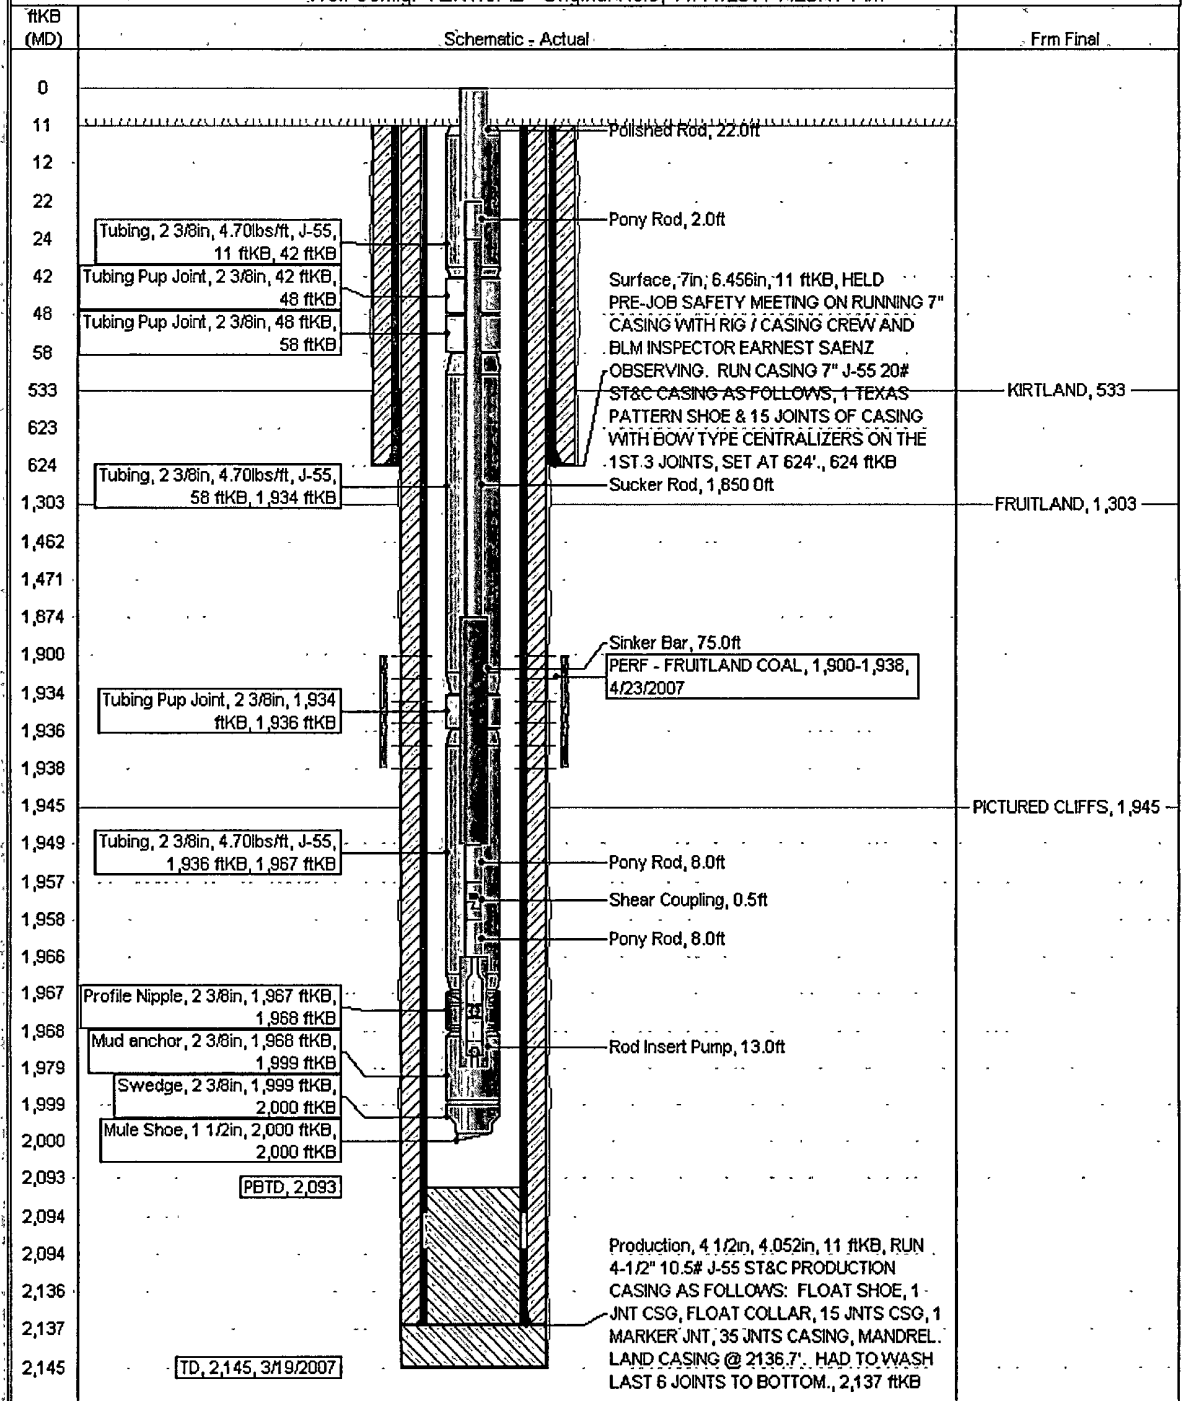 ftKB
(MD)
Schematic - Actual
Frm Final
0
11
12
22
24
42
48
58
533
623
624
1,303
1,462
1,471
1,874
1,900
1,934
1,936
1,938
1,945
1,949
1,957
1,958
1,966
1,967
1,968
1,979
1,999
2,000
2,093
2,094
2,094
2,136
2,137
2,145
Tubing, 2 3/8in, 4.70lbs/ft, J-55,
11 ftKB, 42 ftKB
Tubing Pup Joint, 2 3/8in, 42 ftKB,
48 ftKB
Tubing Pup Joint, 2 3/8in, 48 ftKB,
58 ftKB
Tubing, 2 3/8in, 4.70lbs/ft, J-55,
58 ftKB, 1,934 ftKB
Tubing Pup Joint, 2 3/8in, 1,934
ftKB, 1,936 ftKB
Tubing, 2 3/8in, 4.70lbs/ft, J-55,
1,936 ftKB, 1,967 ftKB
Profile Nipple, 2 3/8in, 1,967 ftKB,
1,968 ftKB
Mud anchor, 2 3/8in, 1,968 ftKB,
1,999 ftKB
Swedge, 2 3/8in, 1,999 ftKB,
2,000 ftKB
Mule Shoe, 1 1/2in, 2,000 ftKB,
2,000 ftKB
PBTD, 2,093
TD, 2,145, 3/19/2007
Polished Rod, 22.0ft
Pony Rod, 2.0ft
Surface, 7in, 6.456in, 11 ftKB, HELD
PRE-JOB SAFETY MEETING ON RUNNING 7"
CASING WITH RIG / CASING CREW AND
BLM INSPECTOR EARNEST SAENZ
OBSERVING. RUN CASING 7" J-55 20#
ST&C CASING AS FOLLOWS, 1 TEXAS
PATTERN SHOE & 15 JOINTS OF CASING
WITH BOW TYPE CENTRALIZERS ON THE
1ST 3 JOINTS, SET AT 624'., 624 ftKB
Sucker Rod, 1,850.0ft
Sinker Bar, 75.0ft
PERF - FRUITLAND COAL, 1,900-1,938,
4/23/2007
Pony Rod, 8.0ft
Shear Coupling, 0.5ft
Pony Rod, 8.0ft
Rod Insert Pump, 13.0ft
Production, 4 1/2in, 4.052in, 11 ftKB, RUN
4-1/2" 10.5# J-55 ST&C PRODUCTION
CASING AS FOLLOWS: FLOAT SHOE, 1
JNT CSG, FLOAT COLLAR, 15 JNTS CSG, 1
MARKER JNT, 35 JNTS CASING, MANDREL.
LAND CASING @ 2136.7'. HAD TO WASH
LAST 6 JOINTS TO BOTTOM., 2,137 ftKB
KIRTLAND, 533
FRUITLAND, 1,303
PICTURED CLIFFS, 1,945